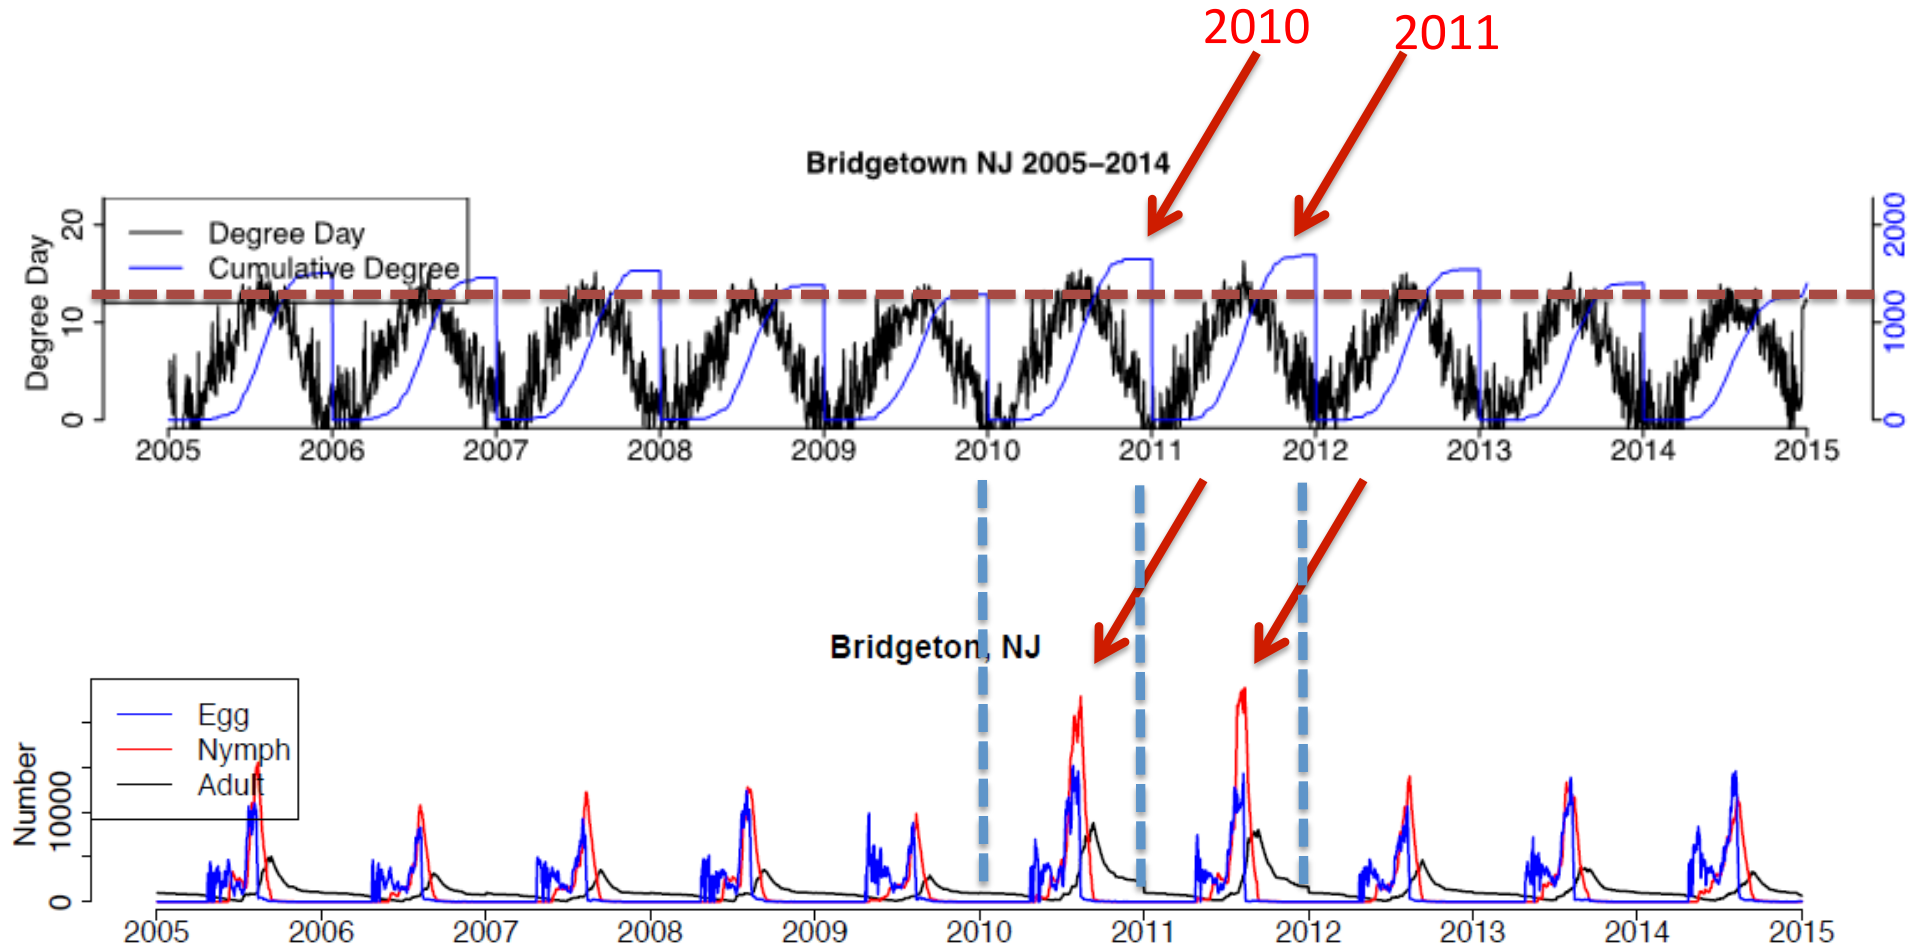 2010
2011
Bridgetown NJ 2005–2014
Degree Day
Cumulative Degree
Degree Day
20
10
0
2000
1000
0
2005 2006 2007 2008 2009 2010 2011 2012 2013 2014 2015
Bridgeton, NJ
Egg
Nymph
Adult
Number
10000
0
2005 2006 2007 2008 2009 2010 2011 2012 2013 2014 2015